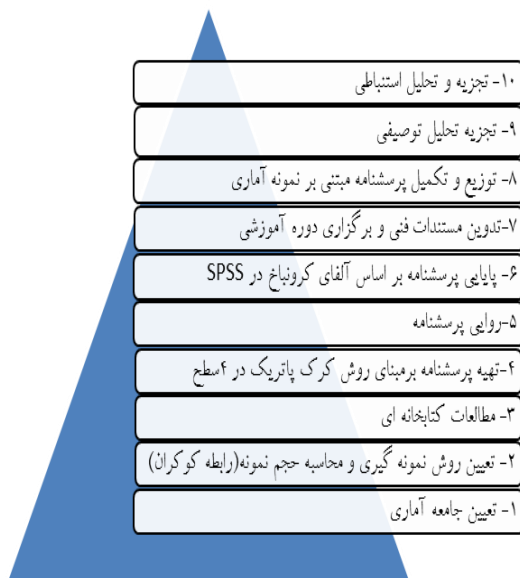 ۱۰- تجزیه و تحلیل استنباطی
۹- تجزیه تحلیل توصیفی
۸- توزیع و تکمیل پرسشنامه مبتنی بر نمونه آماری
۷-تدوین مستندات فنی و برگزاری دوره آموزشی
۶- پایایی پرسشنامه بر اساس آلفای کرونباخ در SPSS
۵-روایی پرسشنامه
۴-تهیه پرسشنامه برمبنای روش کرک پاتریک در ۴سطح
۳- مطالعات کتابخانه ای
۲- تعیین روش نمونه گیری و محاسبه حجم نمونه(رابطه کوکران)
۱- تعیین جامعه آماری